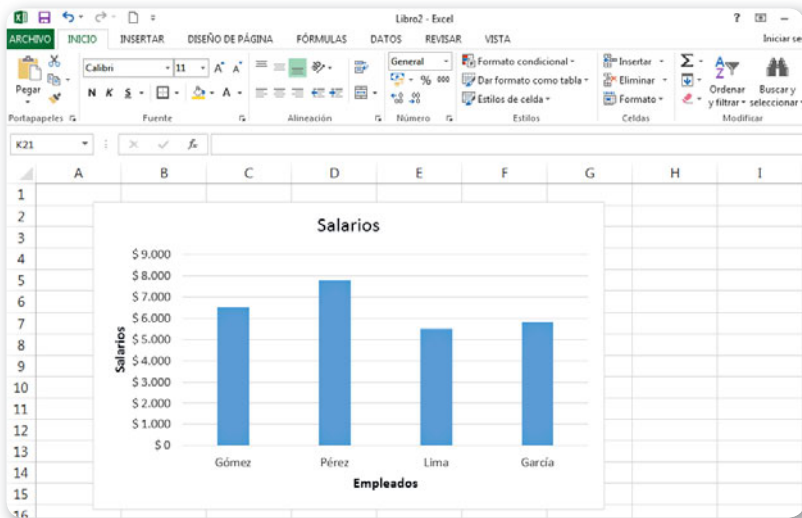 Libro2 - Excel
ARCHIVO INICIO INSERTAR DISEÑO DE PÁGINA FÓRMULAS DATOS REVISAR VISTA Iniciar se
Calibri 11 General Formato condicional Insertar
Pegar N K S A % 000 Dar formato como tabla Eliminar Ordenar y filtrar Buscar y seleccionar
Estilos de celda Formato
Portapapeles Fuente Alineación Número Estilos Celdas Modificar
K21 fx
A B C D E F G H I
1
2
3
4
5
6
7
8
9
10
11
12
13
14
15
16
Salarios
$ 9.000
$ 8.000
$ 7.000
$ 6.000
$ 5.000
$ 4.000
$ 3.000
$ 2.000
$ 1.000
$ 0
Salarios
Gómez Pérez Lima García
Empleados